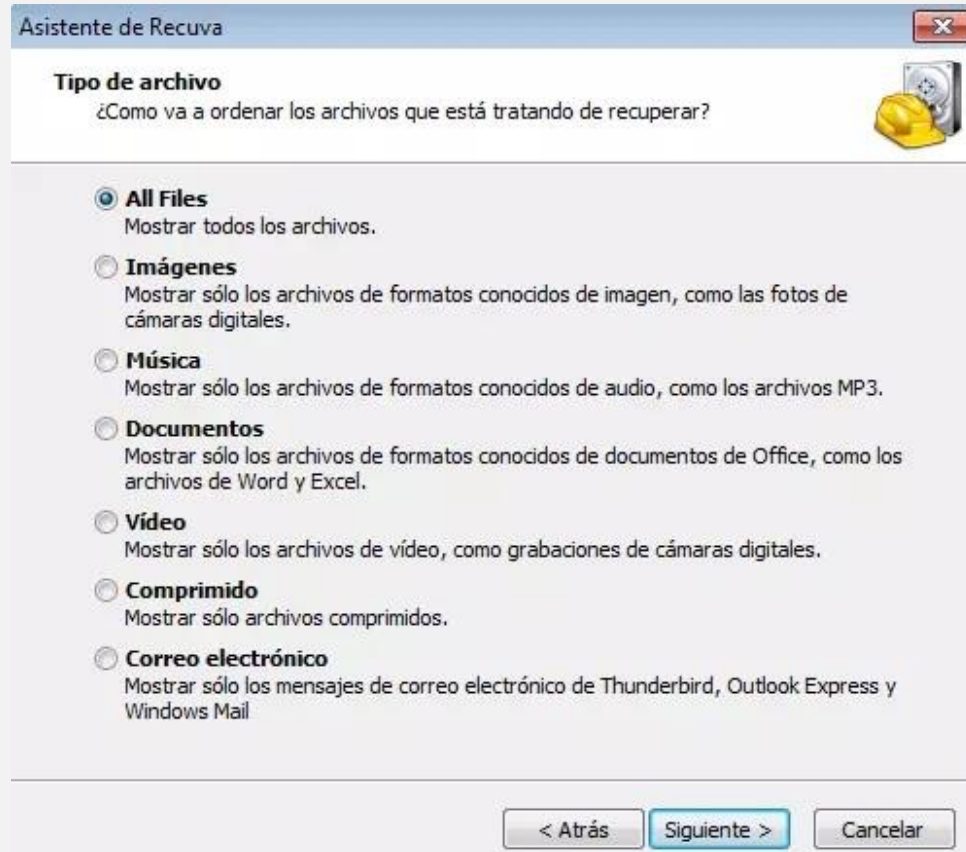 Asistente de Recuva
Tipo de archivo
¿Como va a ordenar los archivos que está tratando de recuperar?
All Files
Mostrar todos los archivos.
Imágenes
Mostrar sólo los archivos de formatos conocidos de imagen, como las fotos de
cámaras digitales.
Música
Mostrar sólo los archivos de formatos conocidos de audio, como los archivos MP3.
Documentos
Mostrar sólo los archivos de formatos conocidos de documentos de Office, como los
archivos de Word y Excel.
Vídeo
Mostrar sólo los archivos de vídeo, como grabaciones de cámaras digitales.
Comprimido
Mostrar sólo archivos comprimidos.
Correo electrónico
Mostrar sólo los mensajes de correo electrónico de Thunderbird, Outlook Express y
Windows Mail
< Atrás Siguiente > Cancelar